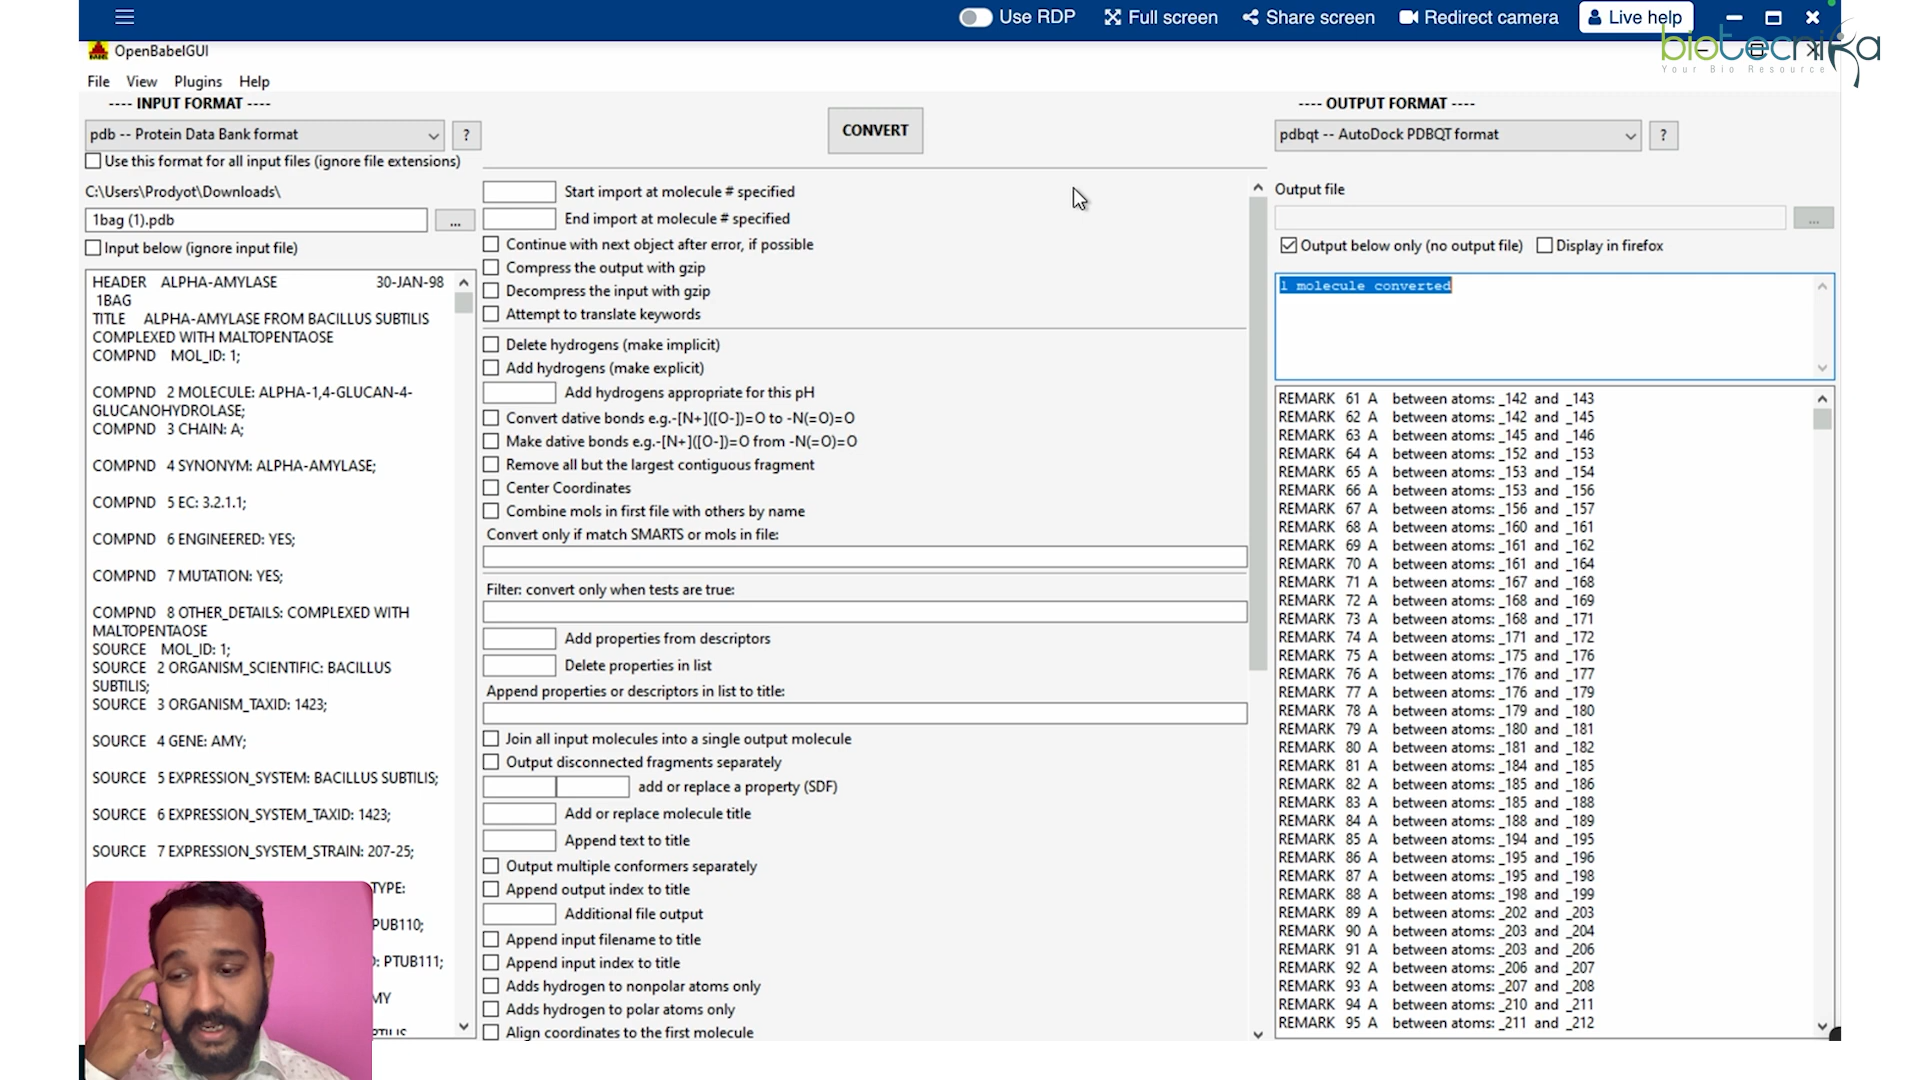 Use RDP
Full screen
Share screen
Redirect camera
Live help
biotecnika
Your Bio Resource
OpenBabelGUI
File View Plugins Help
---- INPUT FORMAT ----
pdb -- Protein Data Bank format
?
Use this format for all input files (ignore file extensions)
C:\Users\Prodyot\Downloads\
1bag (1).pdb
...
Input below (ignore input file)
HEADER ALPHA-AMYLASE 30-JAN-98
1BAG
TITLE ALPHA-AMYLASE FROM BACILLUS SUBTILIS
COMPLEXED WITH MALTOPENTAOSE
COMPND MOL_ID: 1;
COMPND 2 MOLECULE: ALPHA-1,4-GLUCAN-4-
GLUCANOHYDROLASE;
COMPND 3 CHAIN: A;
COMPND 4 SYNONYM: ALPHA-AMYLASE;
COMPND 5 EC: 3.2.1.1;
COMPND 6 ENGINEERED: YES;
COMPND 7 MUTATION: YES;
COMPND 8 OTHER_DETAILS: COMPLEXED WITH
MALTOPENTAOSE
SOURCE MOL_ID: 1;
SOURCE 2 ORGANISM_SCIENTIFIC: BACILLUS
SUBTILIS;
SOURCE 3 ORGANISM_TAXID: 1423;
SOURCE 4 GENE: AMY;
SOURCE 5 EXPRESSION_SYSTEM: BACILLUS SUBTILIS;
SOURCE 6 EXPRESSION_SYSTEM_TAXID: 1423;
SOURCE 7 EXPRESSION_SYSTEM_STRAIN: 207-25;
TYPE:
PUB110;
: PTUB111;
MY
CONVERT
Start import at molecule # specified
End import at molecule # specified
Continue with next object after error, if possible
Compress the output with gzip
Decompress the input with gzip
Attempt to translate keywords
Delete hydrogens (make implicit)
Add hydrogens (make explicit)
Add hydrogens appropriate for this pH
Convert dative bonds e.g.-[N+]([O-])=O to -N(=O)=O
Make dative bonds e.g.-[N+]([O-])=O from -N(=O)=O
Remove all but the largest contiguous fragment
Center Coordinates
Combine mols in first file with others by name
Convert only if match SMARTS or mols in file:
Filter: convert only when tests are true:
Add properties from descriptors
Delete properties in list
Append properties or descriptors in list to title:
Join all input molecules into a single output molecule
Output disconnected fragments separately
add or replace a property (SDF)
Add or replace molecule title
Append text to title
Output multiple conformers separately
Append output index to title
Additional file output
Append input filename to title
Append input index to title
Adds hydrogen to nonpolar atoms only
Adds hydrogen to polar atoms only
Align coordinates to the first molecule
---- OUTPUT FORMAT ----
pdbqt -- AutoDock PDBQT format
?
Output file
...
Output below only (no output file) Display in firefox
1 molecule converted
REMARK 61 A between atoms: _142 and _143
REMARK 62 A between atoms: _142 and _145
REMARK 63 A between atoms: _145 and _146
REMARK 64 A between atoms: _152 and _153
REMARK 65 A between atoms: _153 and _154
REMARK 66 A between atoms: _153 and _156
REMARK 67 A between atoms: _156 and _157
REMARK 68 A between atoms: _160 and _161
REMARK 69 A between atoms: _161 and _162
REMARK 70 A between atoms: _161 and _164
REMARK 71 A between atoms: _167 and _168
REMARK 72 A between atoms: _168 and _169
REMARK 73 A between atoms: _168 and _171
REMARK 74 A between atoms: _171 and _172
REMARK 75 A between atoms: _175 and _176
REMARK 76 A between atoms: _176 and _177
REMARK 77 A between atoms: _176 and _179
REMARK 78 A between atoms: _179 and _180
REMARK 79 A between atoms: _180 and _181
REMARK 80 A between atoms: _181 and _182
REMARK 81 A between atoms: _184 and _185
REMARK 82 A between atoms: _185 and _186
REMARK 83 A between atoms: _185 and _188
REMARK 84 A between atoms: _188 and _189
REMARK 85 A between atoms: _194 and _195
REMARK 86 A between atoms: _195 and _196
REMARK 87 A between atoms: _195 and _198
REMARK 88 A between atoms: _198 and _199
REMARK 89 A between atoms: _202 and _203
REMARK 90 A between atoms: _203 and _204
REMARK 91 A between atoms: _203 and _206
REMARK 92 A between atoms: _206 and _207
REMARK 93 A between atoms: _207 and _208
REMARK 94 A between atoms: _210 and _211
REMARK 95 A between atoms: _211 and _212